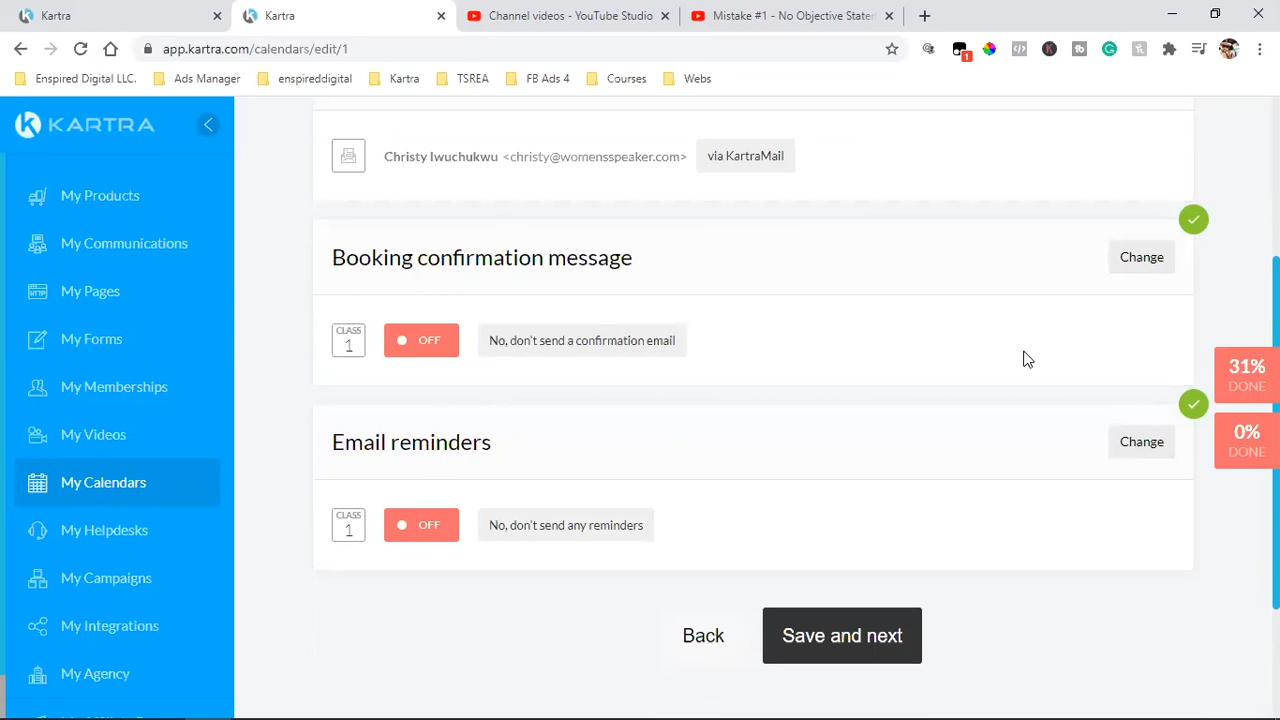 Kartra
Kartra
Channel videos - YouTube Studio
Mistake #1 - No Objective Stater
app.kartra.com/calendars/edit/1
1
Enspired Digital LLC.
Ads Manager
enspireddigital
Kartra
TSREA
FB Ads 4
Courses
Webs
KARTRA
My Products
My Communications
My Pages
My Forms
My Memberships
My Videos
My Calendars
My Helpdesks
My Campaigns
My Integrations
My Agency
Christy Iwuchukwu <christy@womensspeaker.com>
via KartraMail
Booking confirmation message
Change
CLASS
1
OFF
No, don't send a confirmation email
Email reminders
Change
CLASS
1
OFF
No, don't send any reminders
Back
Save and next
31%
DONE
0%
DONE